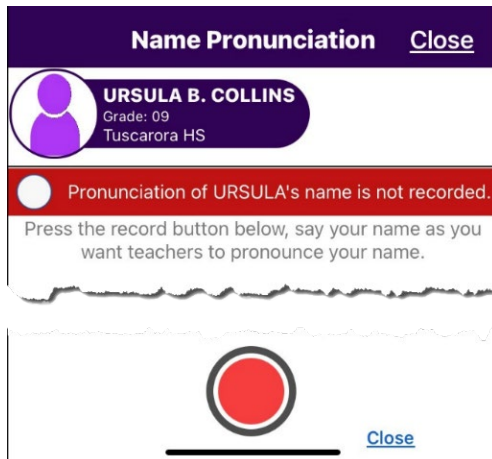 Name Pronunciation Close
URSULA B. COLLINS
Grade: 09
Tuscarora HS
Pronunciation of URSULA's name is not recorded.
Press the record button below, say your name as you
want teachers to pronounce your name.
Close